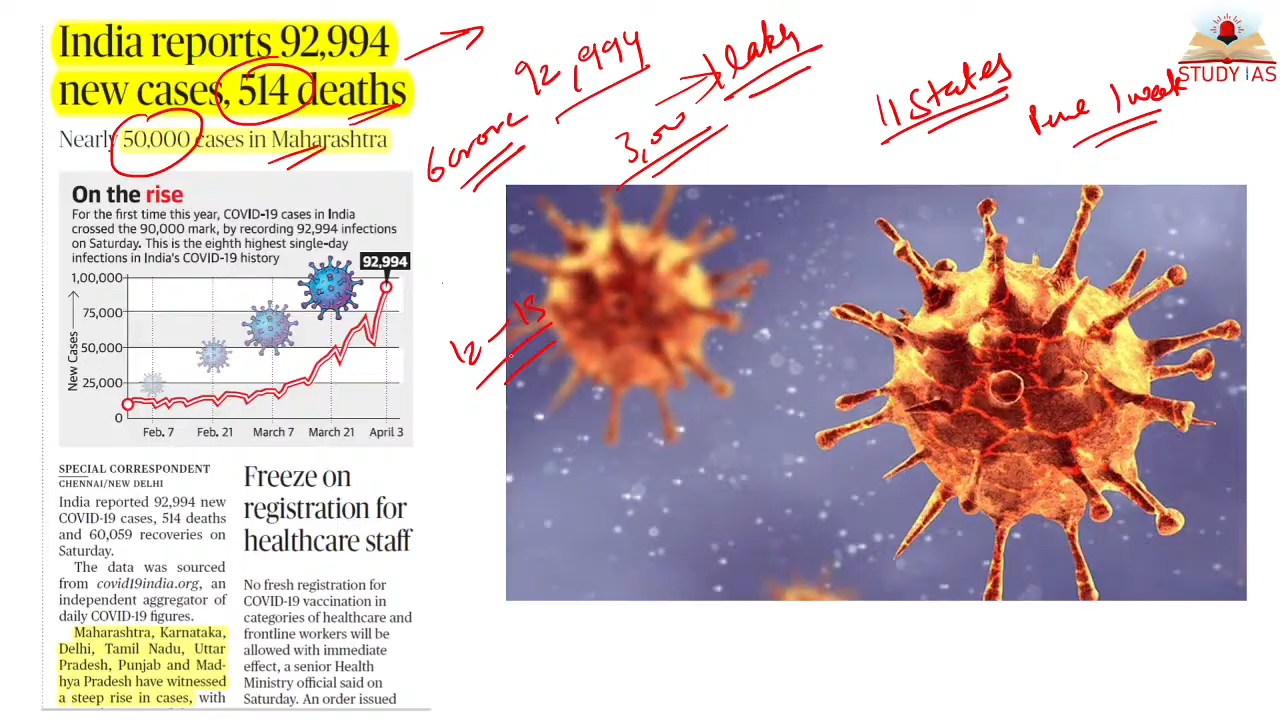 India reports 92,994
new cases, 514 deaths
Nearly 50,000 cases in Maharashtra
On the rise
For the first time this year, COVID-19 cases in India
crossed the 90,000 mark, by recording 92,994 infections
on Saturday. This is the eighth highest single-day
infections in India's COVID-19 history
92,994
1,00,000
75,000
50,000
25,000
0
New Cases
Feb. 7 Feb. 21 March 7 March 21 April 3
SPECIAL CORRESPONDENT
CHENNAI/NEW DELHI
India reported 92,994 new
COVID-19 cases, 514 deaths
and 60,059 recoveries on
Saturday.
The data was sourced
from covid19india.org, an
independent aggregator of
daily COVID-19 figures.
Maharashtra, Karnataka,
Delhi, Tamil Nadu, Uttar
Pradesh, Punjab and Mad-
hya Pradesh have witnessed
a steep rise in cases, with
Freeze on
registration for
healthcare staff
No fresh registration for
COVID-19 vaccination in
categories of healthcare and
frontline workers will be
allowed with immediate
effect, a senior Health
Ministry official said on
Saturday. An order issued
92,994
6 crore
lakh
11 States
Pune 1 week
12-15
STUDY IAS